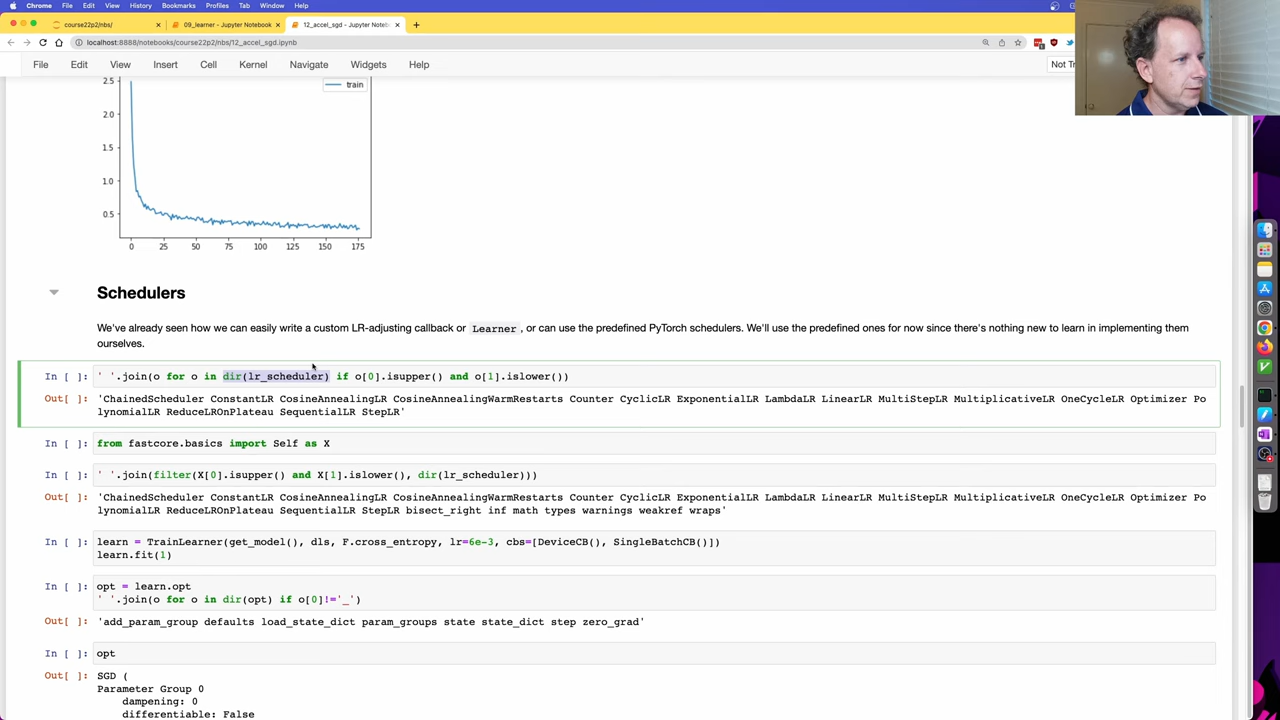 Chrome File Edit View History Bookmarks Profiles Tab Window Help
course22p2/nbs/ × 09_learner - Jupyter Notebook × 12_accel_sgd - Jupyter Noteb × +
localhost:8888/notebooks/course22p2/nbs/12_accel_sgd.ipynb
File Edit View Insert Cell Kernel Navigate Widgets Help Not Tr
2.5
train
2.0
1.5
1.0
0.5
0 25 50 75 100 125 150 175
Schedulers
We've already seen how we can easily write a custom LR-adjusting callback or Learner, or can use the predefined PyTorch schedulers. We'll use the predefined ones for now since there's nothing new to learn in implementing them
ourselves.
In [ ]: ' '.join(o for o in dir(lr_scheduler) if o[0].isupper() and o[1].islower())
Out[ ]: 'ChainedScheduler ConstantLR CosineAnnealingLR CosineAnnealingWarmRestarts Counter CyclicLR ExponentialLR LambdaLR LinearLR MultiStepLR MultiplicativeLR OneCycleLR Optimizer Po
lynomialLR ReduceLROnPlateau SequentialLR StepLR'
In [ ]: from fastcore.basics import Self as X
In [ ]: ' '.join(filter(X[0].isupper() and X[1].islower(), dir(lr_scheduler)))
Out[ ]: 'ChainedScheduler ConstantLR CosineAnnealingLR CosineAnnealingWarmRestarts Counter CyclicLR ExponentialLR LambdaLR LinearLR MultiStepLR MultiplicativeLR OneCycleLR Optimizer Po
lynomialLR ReduceLROnPlateau SequentialLR StepLR bisect_right inf math types warnings weakref wraps'
In [ ]: learn = TrainLearner(get_model(), dls, F.cross_entropy, lr=6e-3, cbs=[DeviceCB(), SingleBatchCB()])
learn.fit(1)
In [ ]: opt = learn.opt
' '.join(o for o in dir(opt) if o[0]!='_')
Out[ ]: 'add_param_group defaults load_state_dict param_groups state state_dict step zero_grad'
In [ ]: opt
Out[ ]: SGD (
Parameter Group 0
dampening: 0
differentiable: False